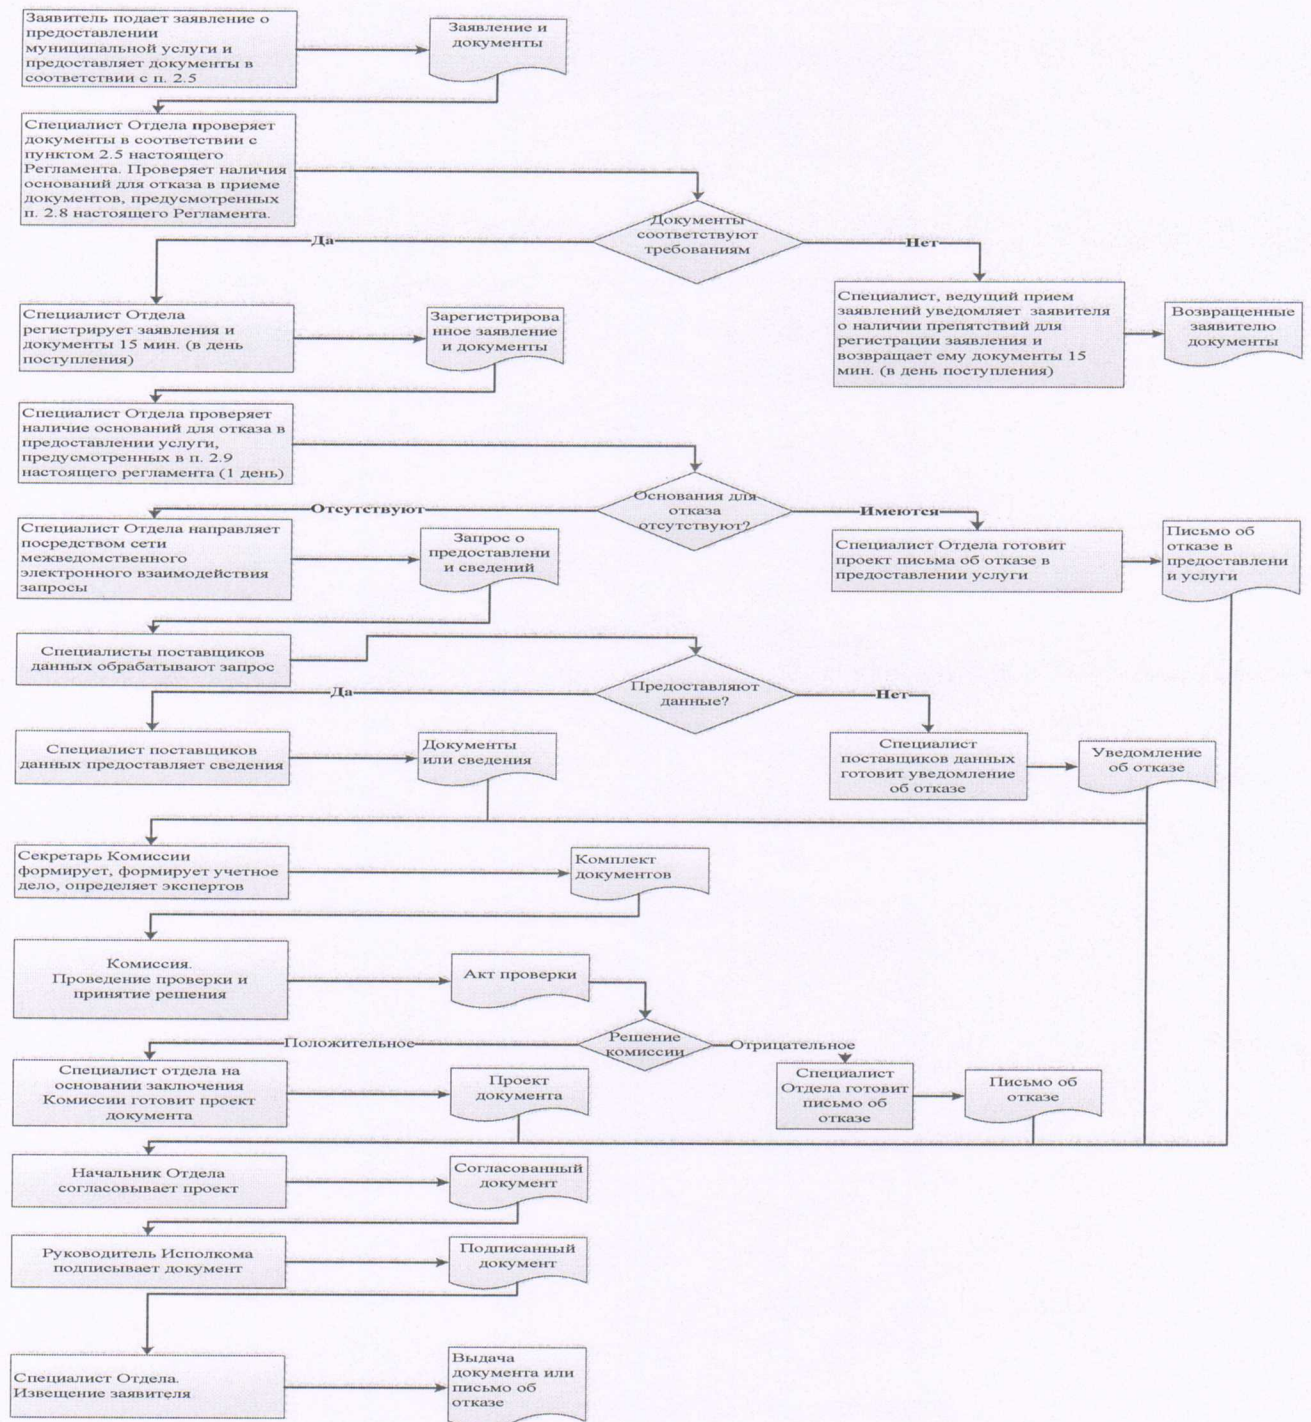 Заявитель подает заявление о
предоставлении
муниципальной услуги и
предоставляет документы в
соответствии с п. 2.5
Заявление и
документы
Специалист Отдела проверяет
документы в соответствии с
пунктом 2.5 настоящего
Регламента. Проверяет наличия
оснований для отказа в приеме
документов, предусмотренных
п. 2.8 настоящего Регламента.
Документы
соответствуют
требованиям
Да
Нет
Специалист Отдела
регистрирует заявления и
документы 15 мин. (в день
поступления)
Зарегистрирова
нное заявление
и документы
Специалист, ведущий прием
заявлений уведомляет заявителя
о наличии препятствий для
регистрации заявления и
возвращает ему документы 15
мин. (в день поступления)
Возвращенные
заявителю
документы
Специалист Отдела проверяет
наличие оснований для отказа в
предоставлении услуги,
предусмотренных в п. 2.9
настоящего регламента (1 день)
Основания для
отказа
отсутствуют?
Отсутствуют
Имеются
Специалист Отдела направляет
посредством сети
межведомственного
электронного взаимодействия
запросы
Запрос о
предоставлени
и сведений
Специалист Отдела готовит
проект письма об отказе в
предоставлении услуги
Письмо об
отказе в
предоставлени
и услуги
Специалисты поставщиков
данных обрабатывают запрос
Предоставляют
данные?
Да
Нет
Специалист поставщиков
данных предоставляет сведения
Документы
или сведения
Специалист
поставщиков данных
готовит уведомление
об отказе
Уведомление
об отказе
Секретарь Комиссии
формирует, формирует учетное
дело, определяет экспертов
Комплект
документов
Комиссия.
Проведение проверки и
принятие решения
Акт проверки
Решение
комиссии
Положительное
Отрицательное
Специалист отдела на
основании заключения
Комиссии готовит проект
документа
Проект
документа
Специалист
Отдела готовит
письмо об
отказе
Письмо об
отказе
Начальник Отдела
согласовывает проект
Согласованный
документ
Руководитель Исполкома
подписывает документ
Подписанный
документ
Специалист Отдела.
Извещение заявителя
Выдача
документа или
письмо об
отказе